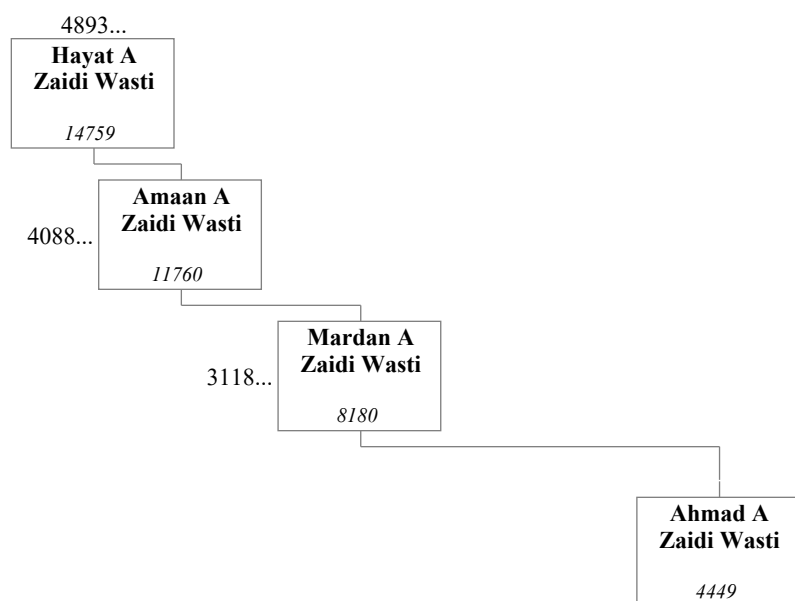 4893...
Hayat A
Zaidi Wasti
14759
Amaan A
Zaidi Wasti
4088...
11760
Mardan A
Zaidi Wasti
3118...
8180
Ahmad A
Zaidi Wasti
4449